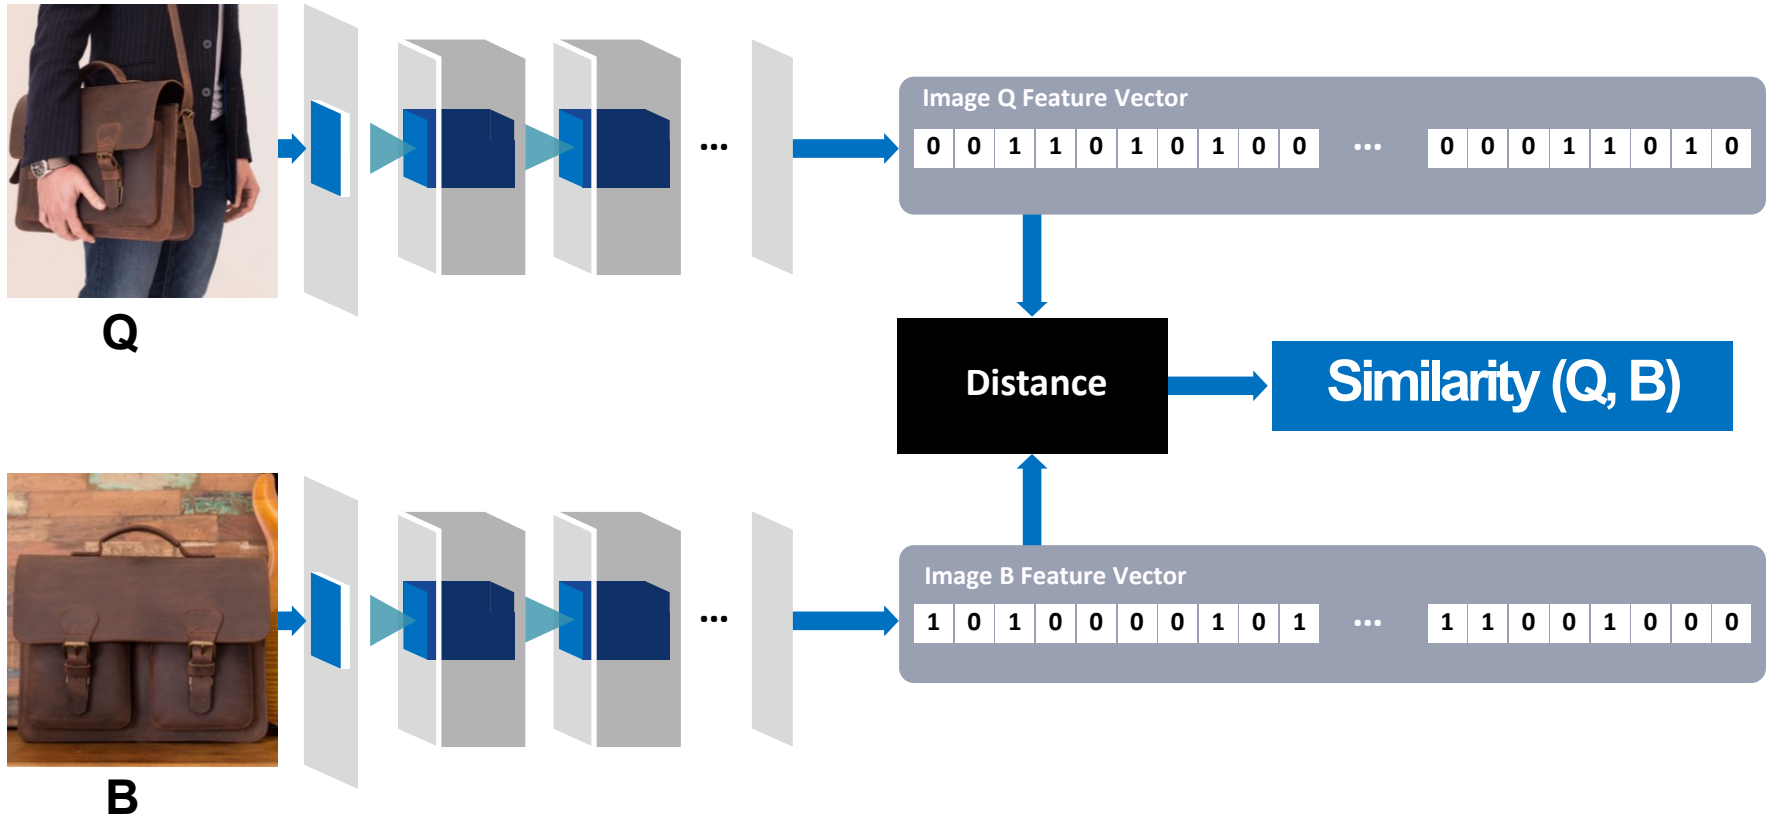 Image Q Feature Vector
0 0 1 1 0 1 0 1 0 0 ... 0 0 0 1 1 0 1 0
...
Q
Distance
Similarity (Q, B)
Image B Feature Vector
1 0 1 0 0 0 0 1 0 1 ... 1 1 0 0 1 0 0 0
...
B